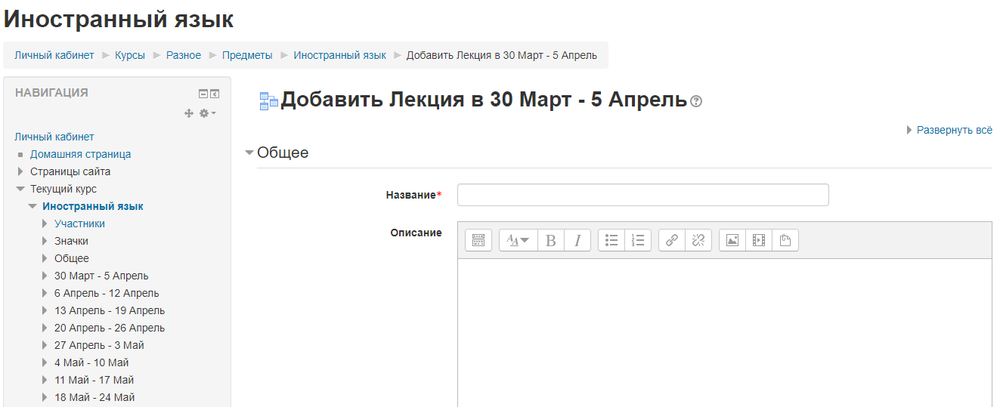 Иностранный язык
Личный кабинет Курсы Разное Предметы Иностранный язык Добавить Лекция в 30 Март - 5 Апрель
НАВИГАЦИЯ
Личный кабинет
Домашняя страница
Страницы сайта
Текущий курс
Иностранный язык
Участники
Значки
Общее
30 Март - 5 Апрель
6 Апрель - 12 Апрель
13 Апрель - 19 Апрель
20 Апрель - 26 Апрель
27 Апрель - 3 Май
4 Май - 10 Май
11 Май - 17 Май
18 Май - 24 Май
Добавить Лекция в 30 Март - 5 Апрель
Развернуть всё
Общее
Название*
Описание